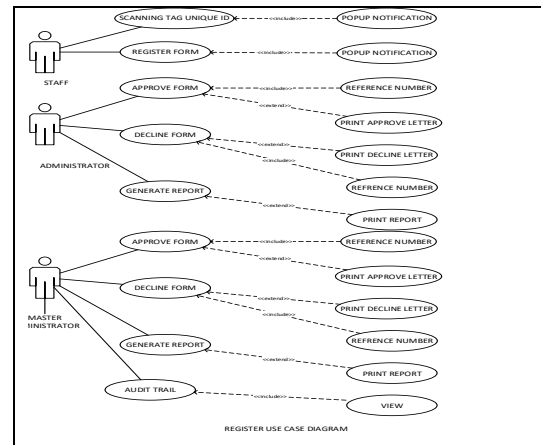 SCANNING TAG UNIQUE ID
<<include>>
POPUP NOTIFICATION
REGISTER FORM
<<include>>
POPUP NOTIFICATION
STAFF
APPROVE FORM
<<include>>
REFERENCE NUMBER
<<extend>>
PRINT APPROVE LETTER
DECLINE FORM
<<extend>>
PRINT DECLINE LETTER
<<include>>
ADMINISTRATOR
REFRENCE NUMBER
GENERATE REPORT
<<extend>>
PRINT REPORT
APPROVE FORM
<<include>>
REFERENCE NUMBER
<<extend>>
PRINT APPROVE LETTER
DECLINE FORM
<<extend>>
PRINT DECLINE LETTER
<<include>>
MASTER
IINISTRATOR
REFRENCE NUMBER
GENERATE REPORT
<<extend>>
PRINT REPORT
AUDIT TRAIL
<<include>>
VIEW
REGISTER USE CASE DIAGRAM